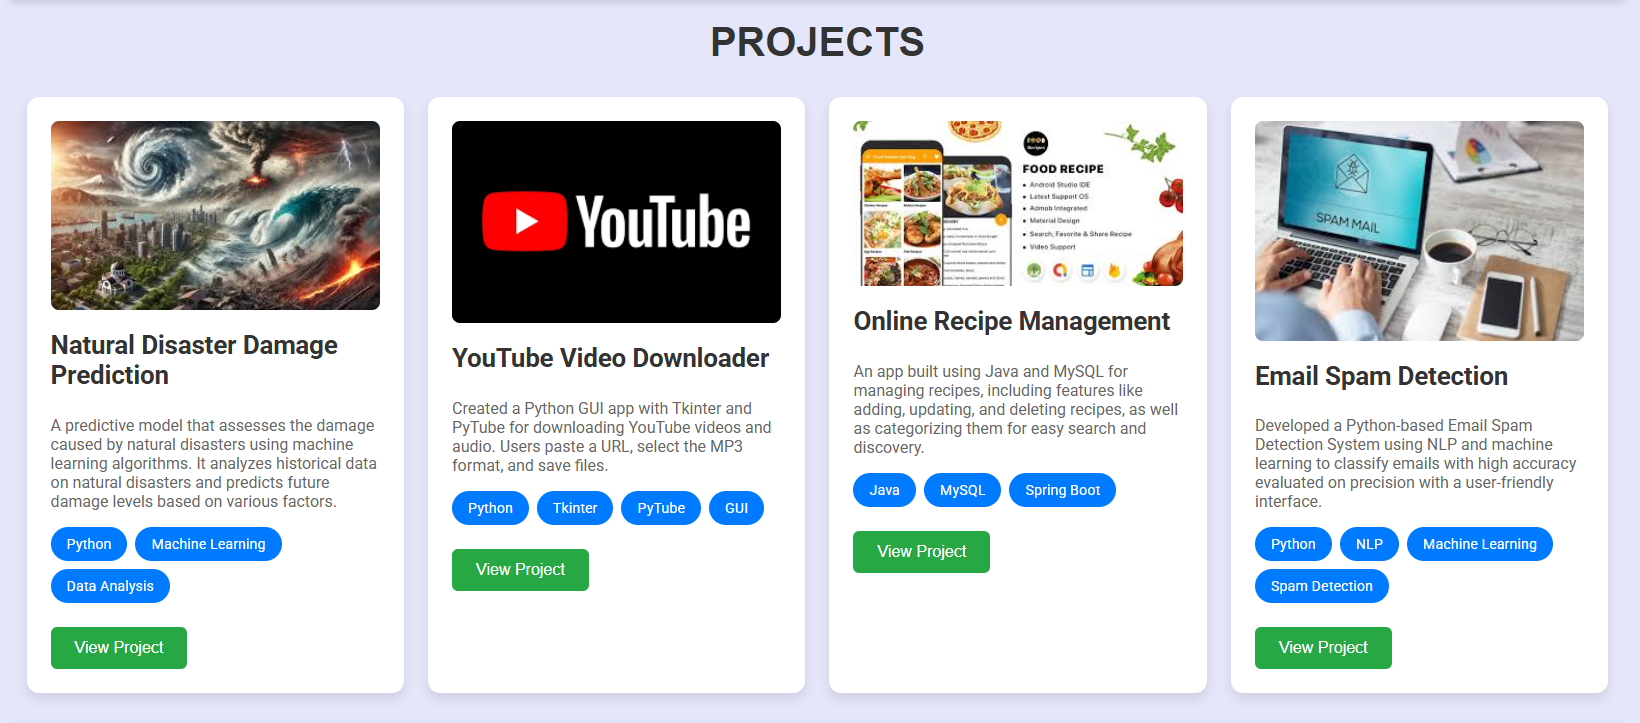 PROJECTS
YouTube
Food Recipes
FOOD RECIPE
Android Studio IDE
Latest Support OS
Admob Integrated
Material Design
Search, Favorite & Share Recipe
Video Support
SPAM MAIL
Natural Disaster Damage
Prediction
A predictive model that assesses the damage
caused by natural disasters using machine
learning algorithms. It analyzes historical data
on natural disasters and predicts future
damage levels based on various factors.
Python
Machine Learning
Data Analysis
View Project
YouTube Video Downloader
Created a Python GUI app with Tkinter and
PyTube for downloading YouTube videos and
audio. Users paste a URL, select the MP3
format, and save files.
Python
Tkinter
PyTube
GUI
View Project
Online Recipe Management
An app built using Java and MySQL for
managing recipes, including features like
adding, updating, and deleting recipes, as well
as categorizing them for easy search and
discovery.
Java
MySQL
Spring Boot
View Project
Email Spam Detection
Developed a Python-based Email Spam
Detection System using NLP and machine
learning to classify emails with high accuracy
evaluated on precision with a user-friendly
interface.
Python
NLP
Machine Learning
Spam Detection
View Project